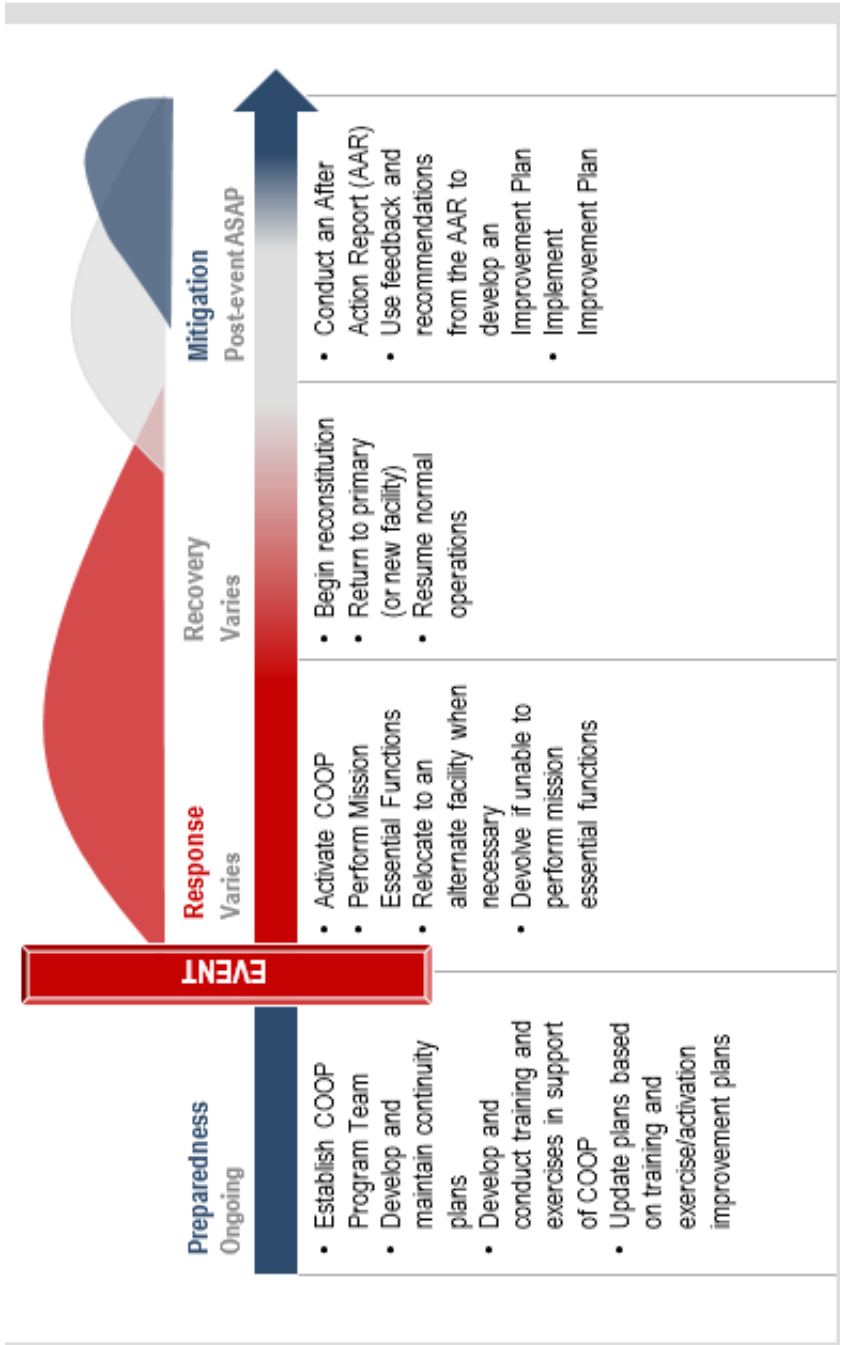 Preparedness
Ongoing
EVENT
Response
Varies
Recovery
Varies
Mitigation
Post-event ASAP
• Establish COOP
Program Team
• Develop and
maintain continuity
plans
• Develop and
conduct training and
exercises in support
of COOP
• Update plans based
on training and
exercise/activation
improvement plans
• Activate COOP
• Perform Mission
Essential Functions
• Relocate to an
alternate facility when
necessary
• Devolve if unable to
perform mission
essential functions
• Begin reconstitution
• Return to primary
(or new facility)
• Resume normal
operations
• Conduct an After
Action Report (AAR)
• Use feedback and
recommendations
from the AAR to
develop an
Improvement Plan
• Implement
Improvement Plan